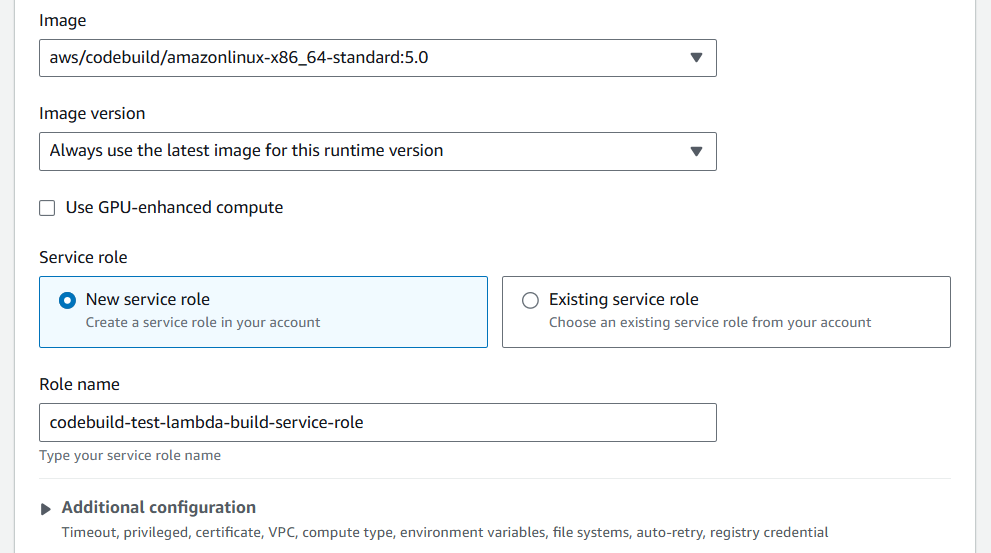 Image
aws/codebuild/amazonlinux-x86_64-standard:5.0
Image version
Always use the latest image for this runtime version
Use GPU-enhanced compute
Service role
New service role
Create a service role in your account
Existing service role
Choose an existing service role from your account
Role name
codebuild-test-lambda-build-service-role
Type your service role name
Additional configuration
Timeout, privileged, certificate, VPC, compute type, environment variables, file systems, auto-retry, registry credential